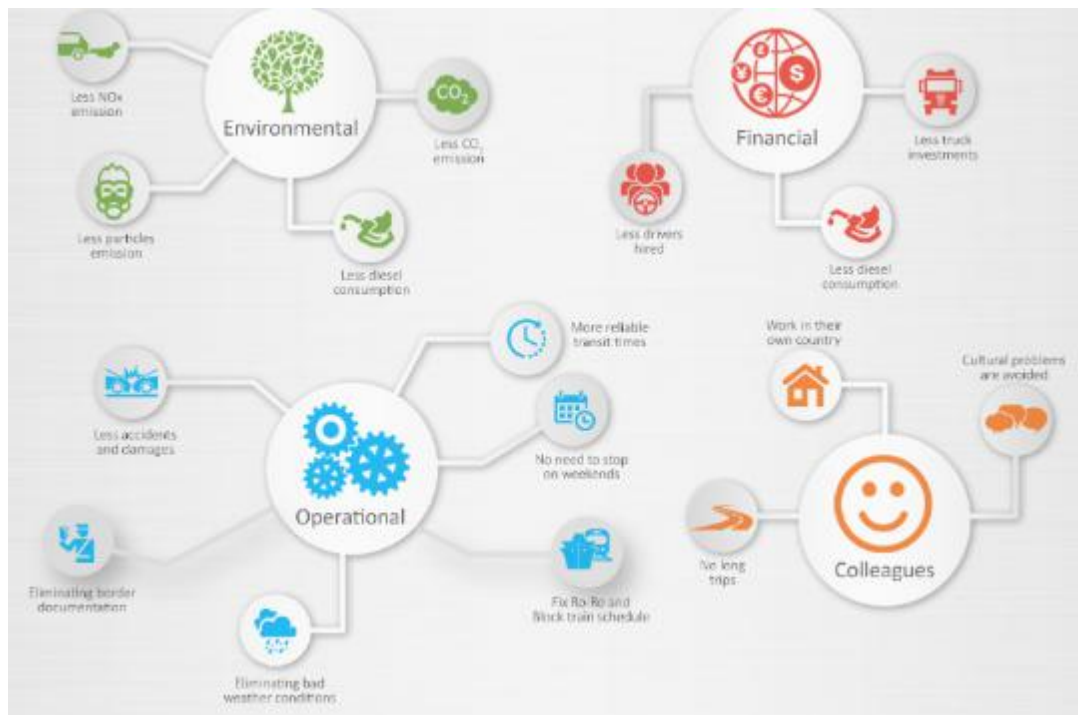 Less NOx
emission
Environmental
CO₂
Less CO₂
emission
Less particles
emission
Less diesel
consumption
£
¥
$
€
Financial
Less truck
investments
Less drivers
hired
Less diesel
consumption
More reliable
transit times
Less accidents
and damages
No need to stop
on weekends
Operational
Eliminating border
documentation
Fix Ro-Ro and
Block train schedule
Eliminating bad
weather conditions
Work in their
own country
Cultural problems
are avoided
No long
trips
Colleagues